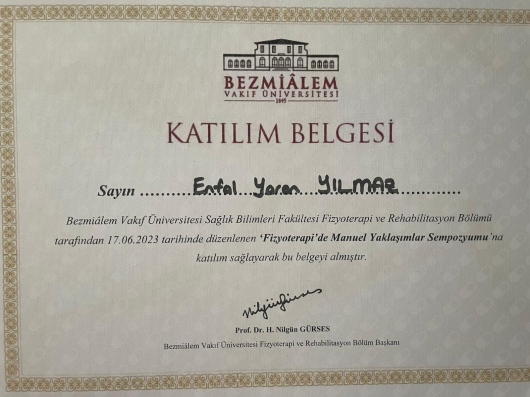 BEZMİÂLEM
VAKIF ÜNİVERSİTESİ
1845
KATILIM BELGESİ
Sayın ......... Enfal Yaren YILMAZ .........
Bezmiâlem Vakıf Üniversitesi Sağlık Bilimleri Fakültesi Fizyoterapi ve Rehabilitasyon Bölümü
tarafından 17.06.2023 tarihinde düzenlenen ‘Fizyoterapi’de Manuel Yaklaşımlar Sempozyumu’na
katılım sağlayarak bu belgeyi almıştır.
Nilgün Gürses
Prof. Dr. H. Nilgün GÜRSES
Bezmiâlem Vakıf Üniversitesi Fizyoterapi ve Rehabilitasyon Bölüm Başkanı